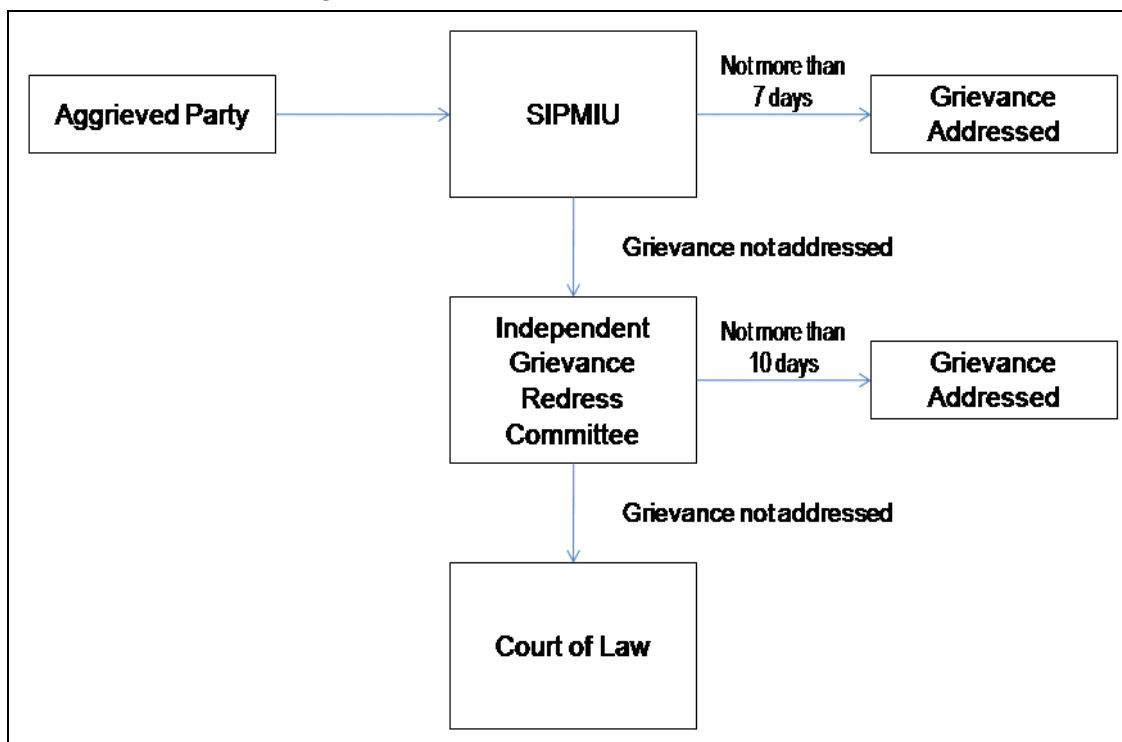 Aggrieved Party
SIPMIU
Not more than
7 days
Grievance
Addressed
Grievance not addressed
Independent
Grievance
Redress
Committee
Not more than
10 days
Grievance
Addressed
Grievance not addressed
Court of Law